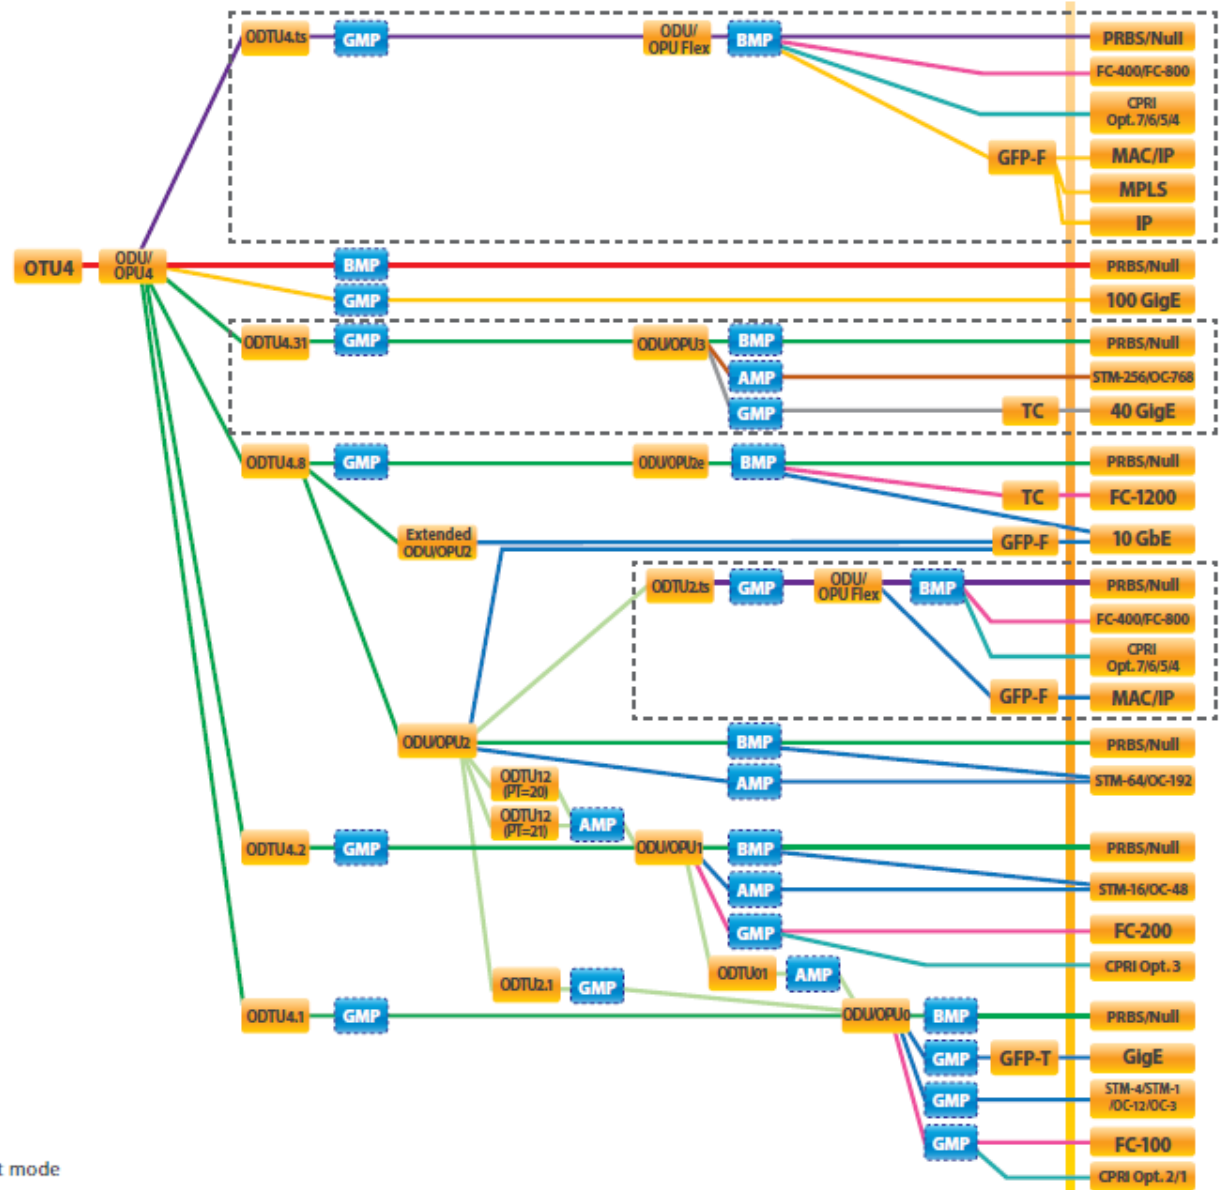 ODTU4.ts
GMP
ODU/
OPU Flex
BMP
PRBS/Null
FC-400/FC-800
CPRI
Opt.7/6/5/4
GFP-F
MAC/IP
MPLS
IP
OTU4
ODU/
OPU4
BMP
PRBS/Null
GMP
100 GigE
ODTU4.31
GMP
ODU/OPU3
BMP
PRBS/Null
AMP
STM-256/OC-768
GMP
TC
40 GigE
ODTU4.8
GMP
ODU/OPU2e
BMP
PRBS/Null
TC
FC-1200
Extended
ODU/OPU2
GFP-F
10 GbE
ODTU2.ts
GMP
ODU/
OPU Flex
BMP
PRBS/Null
FC-400/FC-800
CPRI
Opt.7/6/5/4
GFP-F
MAC/IP
ODU/OPU2
BMP
PRBS/Null
AMP
STM-64/OC-192
ODTU12
(PT=20)
ODTU12
(PT=21)
AMP
ODTU4.2
GMP
ODU/OPU1
BMP
PRBS/Null
AMP
STM-16/OC-48
GMP
FC-200
CPRI Opt. 3
ODTU01
AMP
ODTU2.1
GMP
ODTU4.1
GMP
ODU/OPU0
BMP
PRBS/Null
GMP
GFP-T
GigE
GMP
STM-4/STM-1
/OC-12/OC-3
GMP
FC-100
CPRI Opt. 2/1
t mode